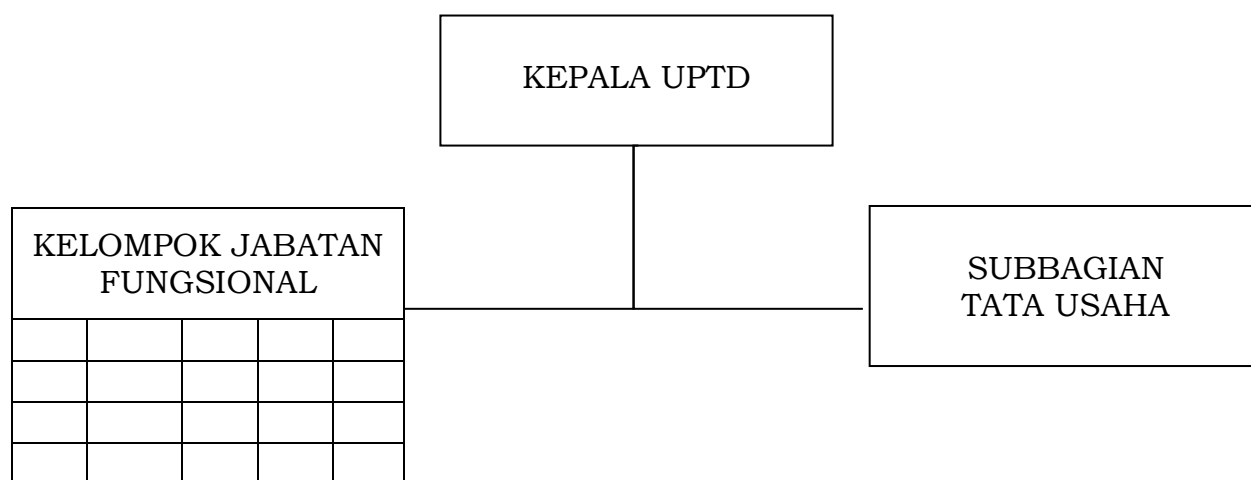 KEPALA UPTD
KELOMPOK JABATAN
FUNGSIONAL
SUBBAGIAN
TATA USAHA